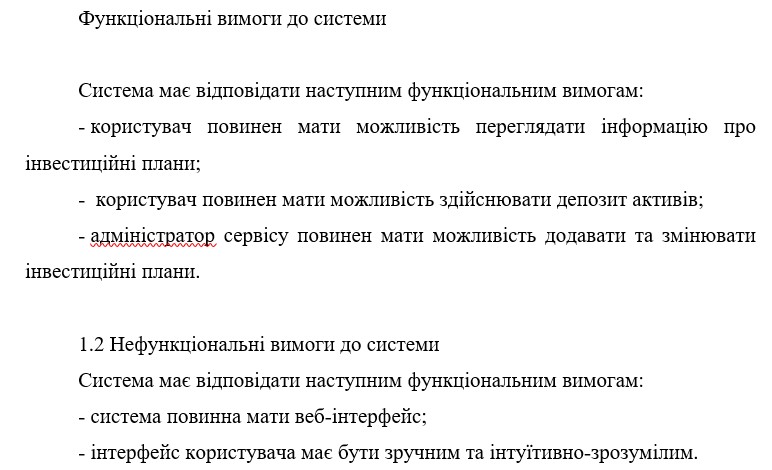 Функціональні вимоги до системи
Система має відповідати наступним функціональним вимогам:
- користувач повинен мати можливість переглядати інформацію про
інвестиційні плани;
- користувач повинен мати можливість здійснювати депозит активів;
- адміністратор сервісу повинен мати можливість додавати та змінювати
інвестиційні плани.
1.2 Нефункціональні вимоги до системи
Система має відповідати наступним функціональним вимогам:
- система повинна мати веб-інтерфейс;
- інтерфейс користувача має бути зручним та інтуїтивно-зрозумілим.